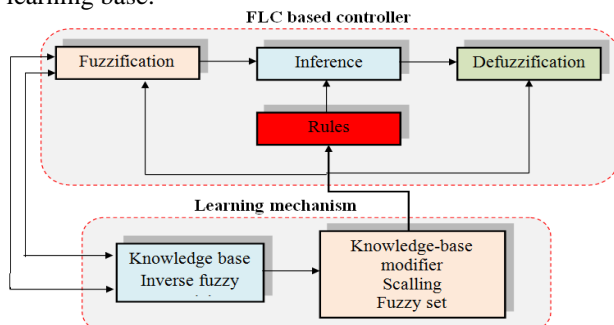 learning base.
FLC based controller
Fuzzification
Inference
Defuzzification
Rules
Learning mechanism
Knowledge base
Inverse fuzzy
Knowledge-base
modifier
Scalling
Fuzzy set